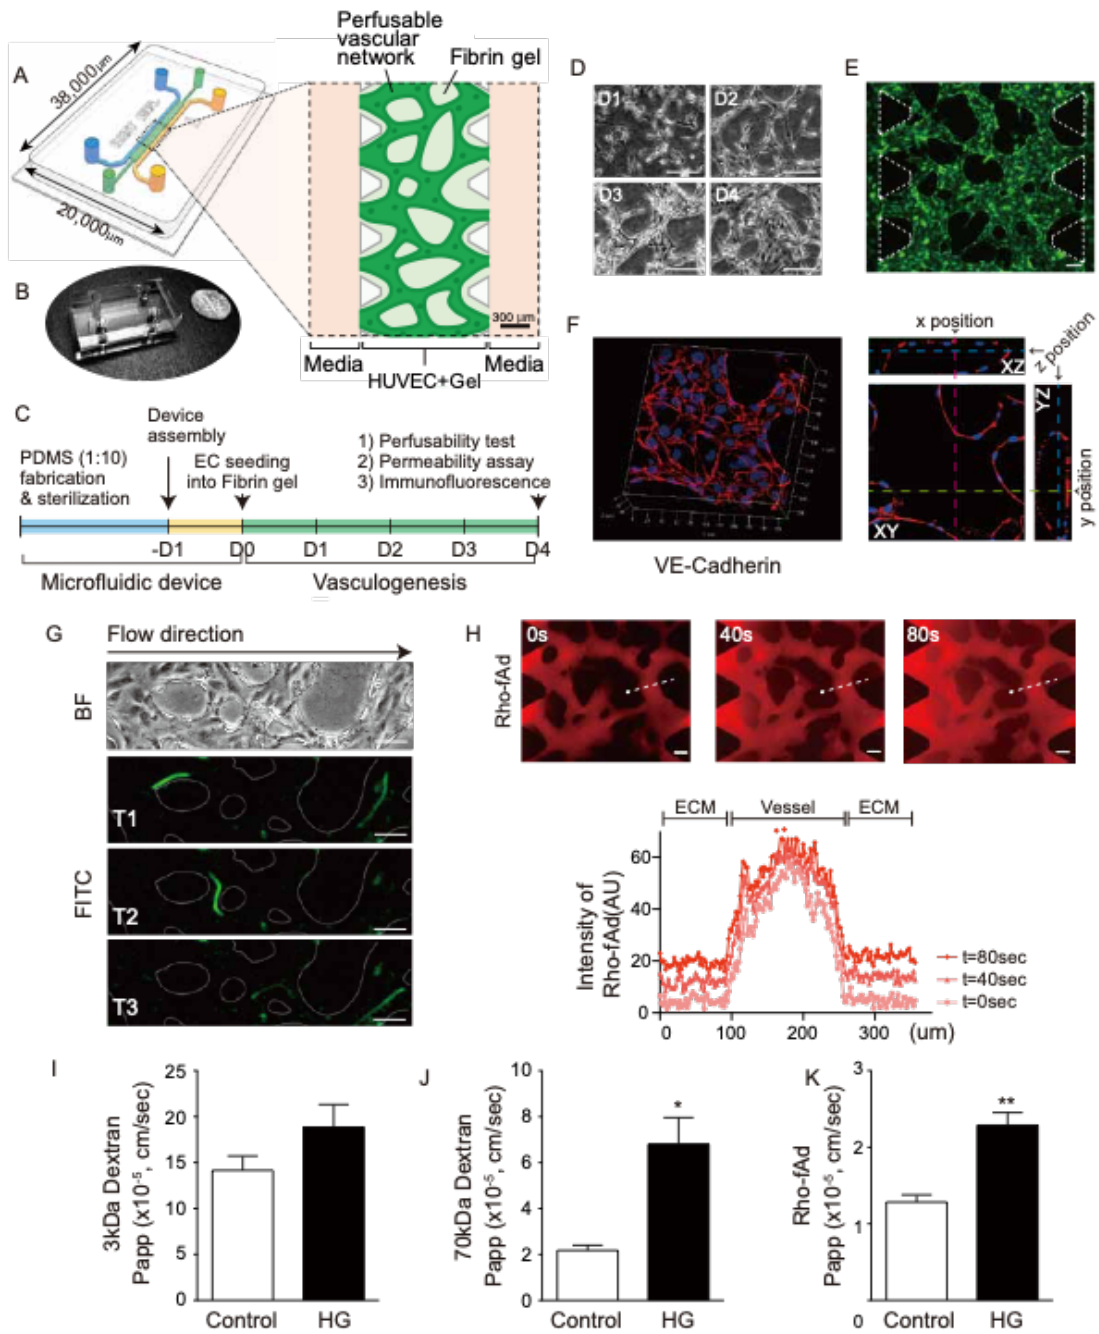 A
38,000μm
20,000μm
Perfusable
vascular
network
Fibrin gel
300 μm
Media
HUVEC+Gel
Media
B
C
Device
assembly
PDMS (1:10)
fabrication
& sterilization
EC seeding
into Fibrin gel
1) Perfusability test
2) Permeability assay
3) Immunofluorescence
-D1
D0
D1
D2
D3
D4
Microfluidic device
Vasculogenesis
D
D1
D2
D3
D4
E
F
VE-Cadherin
x position
z position
y position
XZ
YZ
XY
G
Flow direction
BF
FITC
T1
T2
T3
H
Rho-fAd
0s
40s
80s
ECM
Vessel
ECM
Intensity of
Rho-fAd(AU)
60
40
20
0
0
100
200
300
(um)
t=80sec
t=40sec
t=0sec
I
3kDa Dextran
Papp (x10⁻⁵, cm/sec)
25
20
15
10
5
0
Control
HG
J
70kDa Dextran
Papp (x10⁻⁵, cm/sec)
10
8
6
4
2
0
*
Control
HG
K
Rho-fAd
Papp (x10⁻⁵, cm/sec)
3
2
1
0
**
Control
HG